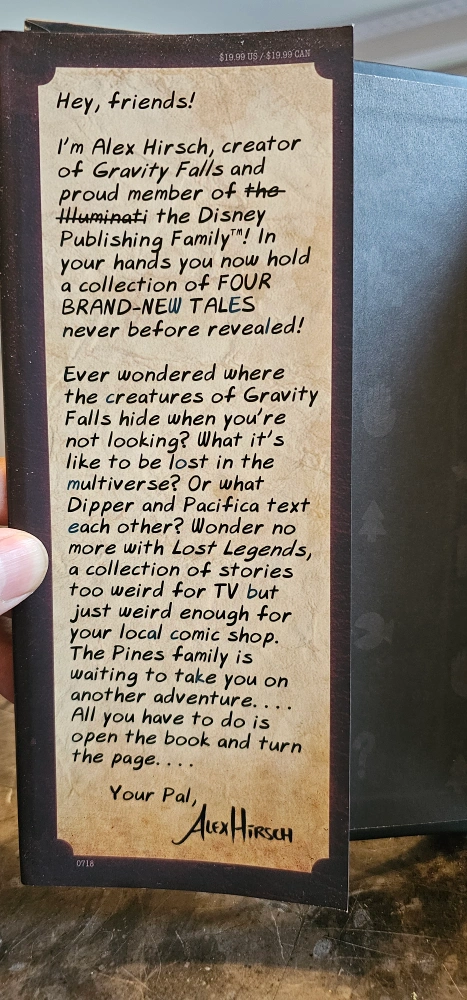 $19.99 US / $19.99 CAN
Hey, friends!
I'm Alex Hirsch, creator
of Gravity Falls and
proud member of the
Illuminati the Disney
Publishing Family™! In
your hands you now hold
a collection of FOUR
BRAND-NEW TALES
never before revealed!
Ever wondered where
the creatures of Gravity
Falls hide when you're
not looking? What it's
like to be lost in the
multiverse? Or what
Dipper and Pacifica text
each other? Wonder no
more with Lost Legends,
a collection of stories
too weird for TV but
just weird enough for
your local comic shop.
The Pines family is
waiting to take you on
another adventure. . . .
All you have to do is
open the book and turn
the page. . . .
Your Pal,
ALEX HIRSCH
0718